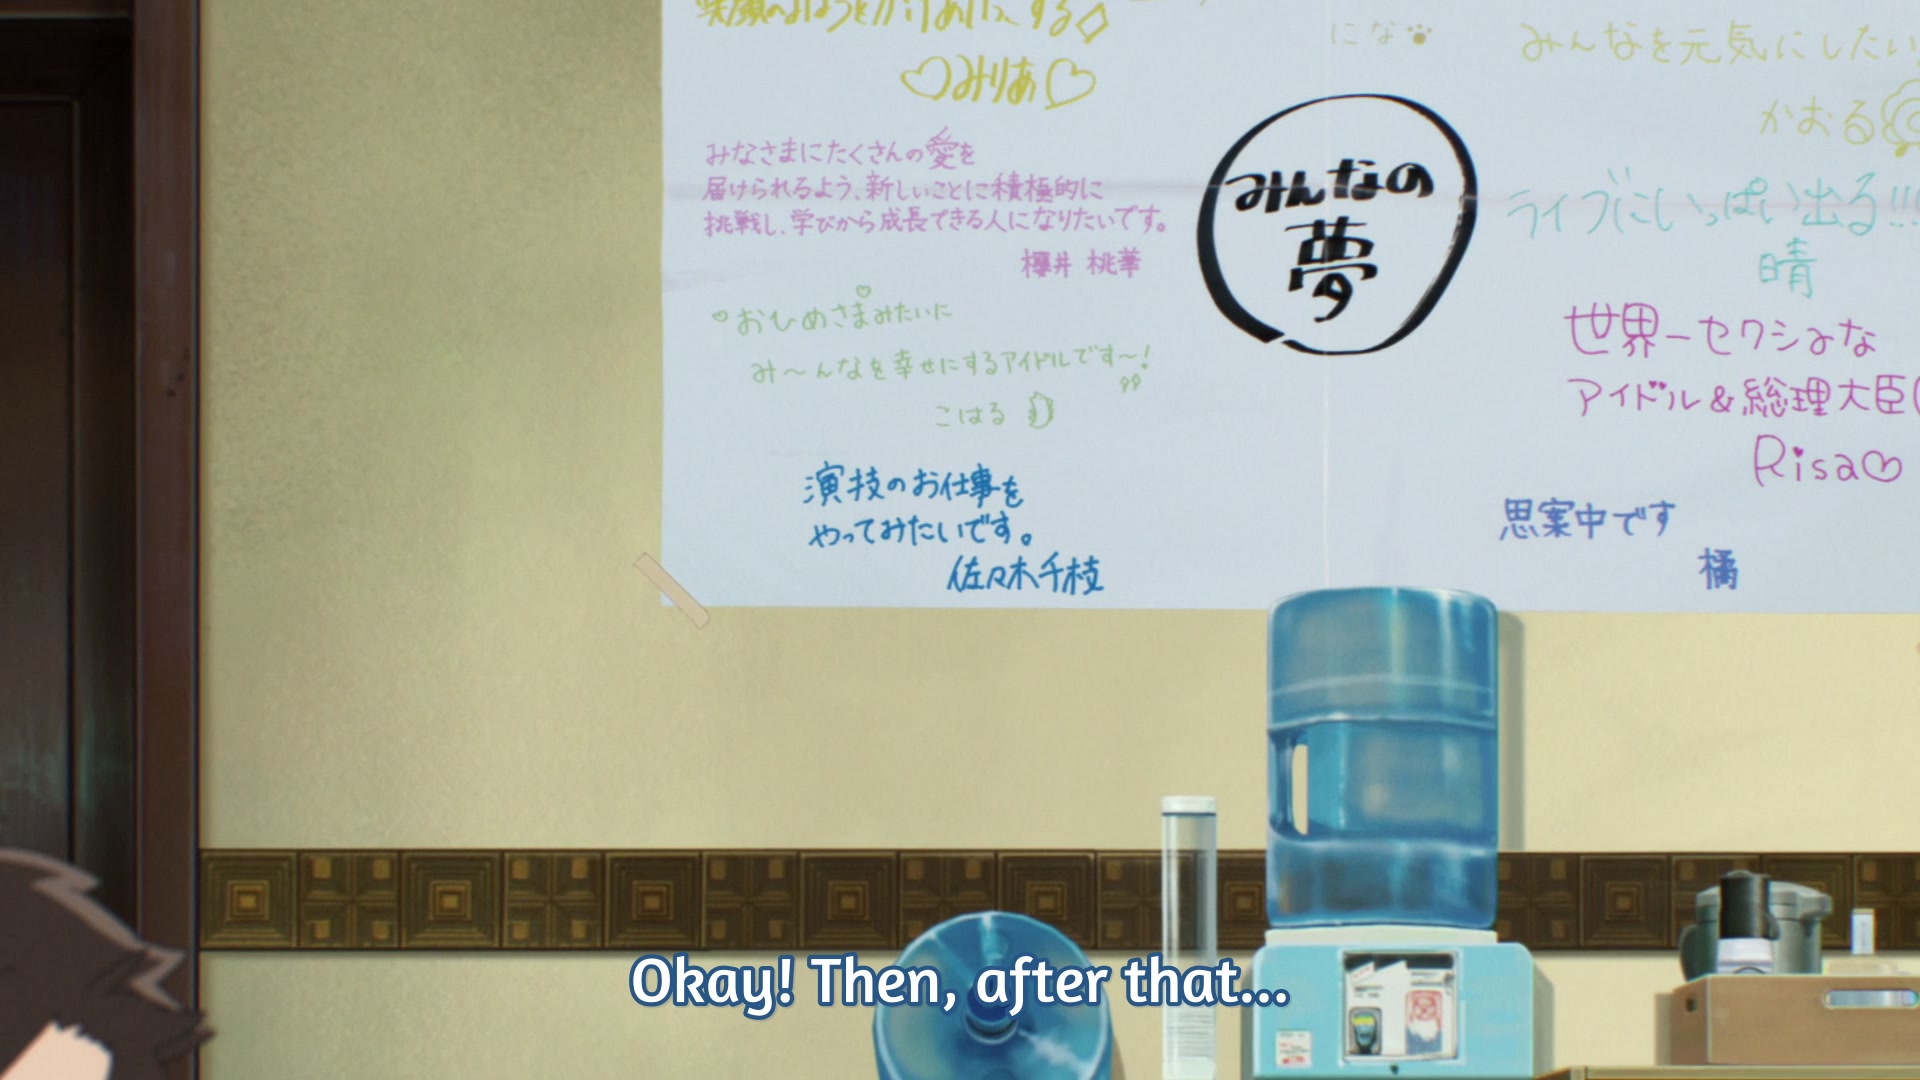 ♡みりあ♡
みなさまにたくさんの愛を
届けられるよう、新しいことに積極的に
挑戦し、学びから成長できる人になりたいです。
櫻井 桃華
おひめさまみたいに
み〜んなを幸せにするアイドルです〜!
こはる
演技のお仕事を
やってみたいです。
佐々木千枝
みんなの
夢
にな
みんなを元気にしたい
かおる
ライブにいっぱい出る!!!
晴
世界一セクシーな
アイドル&総理大臣
Risa♡
思案中です
橘
Okay! Then, after that...